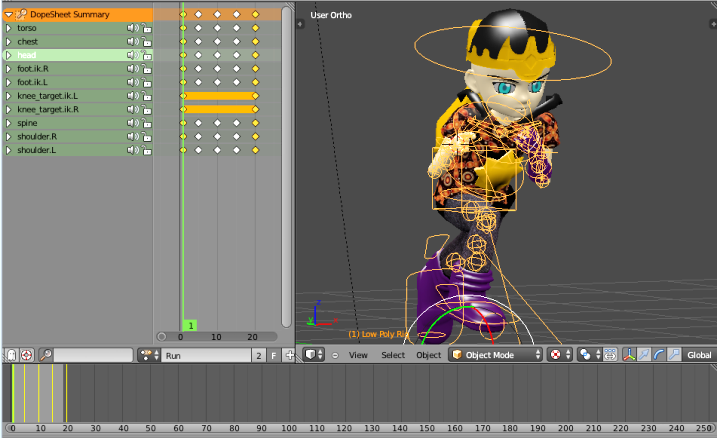 DopeSheet Summary
torso
chest
head
foot.ik.R
foot.ik.L
knee_target.ik.L
knee_target.ik.R
spine
shoulder.R
shoulder.L
1
0 10 20
Run 2 F
User Ortho
(1) Low Poly Rig
View Select Object Object Mode Global
0 10 20 30 40 50 60 70 80 90 100 110 120 130 140 150 160 170 180 190 200 210 220 230 240 250